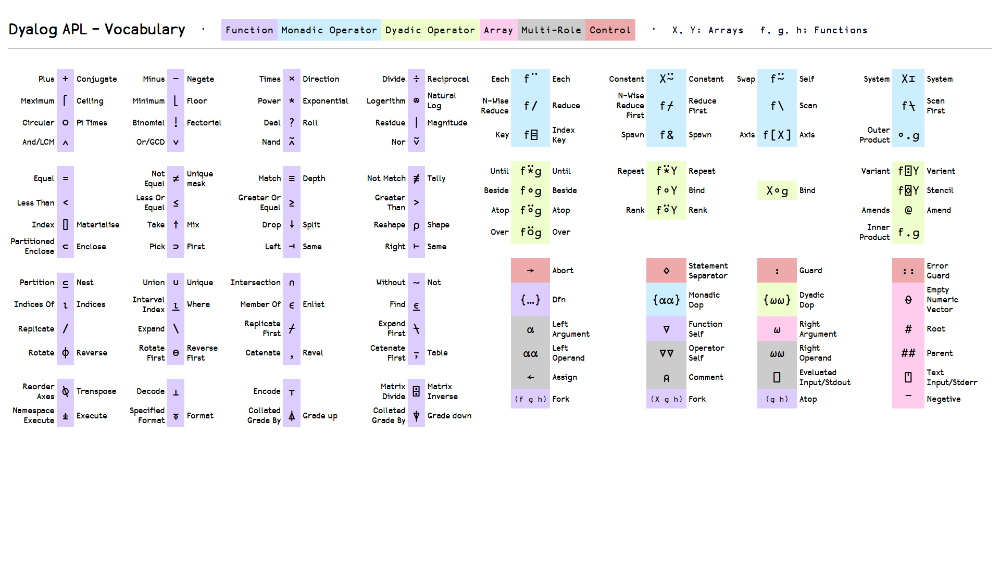 Dyalog APL – Vocabulary · Function Monadic Operator Dyadic Operator Array Multi-Role Control · X, Y: Arrays f, g, h: Functions
Plus + Conjugate Minus - Negate Times × Direction Divide ÷ Reciprocal
Maximum ⌈ Ceiling Minimum ⌊ Floor Power * Exponential Logarithm ⍟ Natural Log
Circular ○ Pi Times Binomial ! Factorial Deal ? Roll Residue | Magnitude
And/LCM ∧ Or/GCD ∨ Nand ⍲ Nor ⍱
Equal = Not Equal ≠ Unique mask Match ≡ Depth Not Match ≢ Tally
Less Than < Less Or Equal ≤ Greater Or Equal ≥ Greater Than >
Index ⌷ Materialise Take ↑ Mix Drop ↓ Split Reshape ⍴ Shape
Partitioned Enclose ⊂ Enclose Pick ⊃ First Left ⊣ Same Right ⊢ Same
Partition ⊆ Nest Union ∪ Unique Intersection ∩ Without ~ Not
Indices Of ⍳ Indices Interval Index ⍸ Where Member Of ∊ Enlist Find ⍷
Replicate / Expand \ Replicate First ⌿ Expand First ⍀
Rotate ⌽ Reverse Rotate First ⊖ Reverse First Catenate , Ravel Catenate First ⍪ Table
Reorder Axes ⍉ Transpose Decode ⊥ Encode ⊤ Matrix Divide ⌹ Matrix Inverse
Namespace Execute ⍎ Execute Specified Format ⍕ Format Collated Grade By ⍋ Grade up Collated Grade By ⍒ Grade down
Each f¨ Each Constant X⍨ Constant Swap f⍨ Self System X⌶ System
N-Wise Reduce f/ Reduce N-Wise Reduce First f⌿ Reduce First f\ Scan f⍀ Scan First
Key f⌸ Index Key Spawn f& Spawn Axis f[X] Axis Outer Product ∘.g
Until f⍣g Until Repeat f⍣Y Repeat Variant f⍠Y Variant
Beside f∘g Beside f∘Y Bind X∘g Bind f⌺Y Stencil
Atop f⍤g Atop Rank f⍤Y Rank Amends @ Amend
Over f⍥g Over Inner Product f.g
→ Abort ⋄ Statement Separator : Guard :: Error Guard
{…} Dfn {⍺⍺} Monadic Dop {⍵⍵} Dyadic Dop ⍬ Empty Numeric Vector
⍺ Left Argument ∇ Function Self ⍵ Right Argument # Root
⍺⍺ Left Operand ∇∇ Operator Self ⍵⍵ Right Operand ## Parent
← Assign ⍝ Comment ⎕ Evaluated Input/Stdout ⍞ Text Input/Stderr
(f g h) Fork (X g h) Fork (g h) Atop ¯ Negative